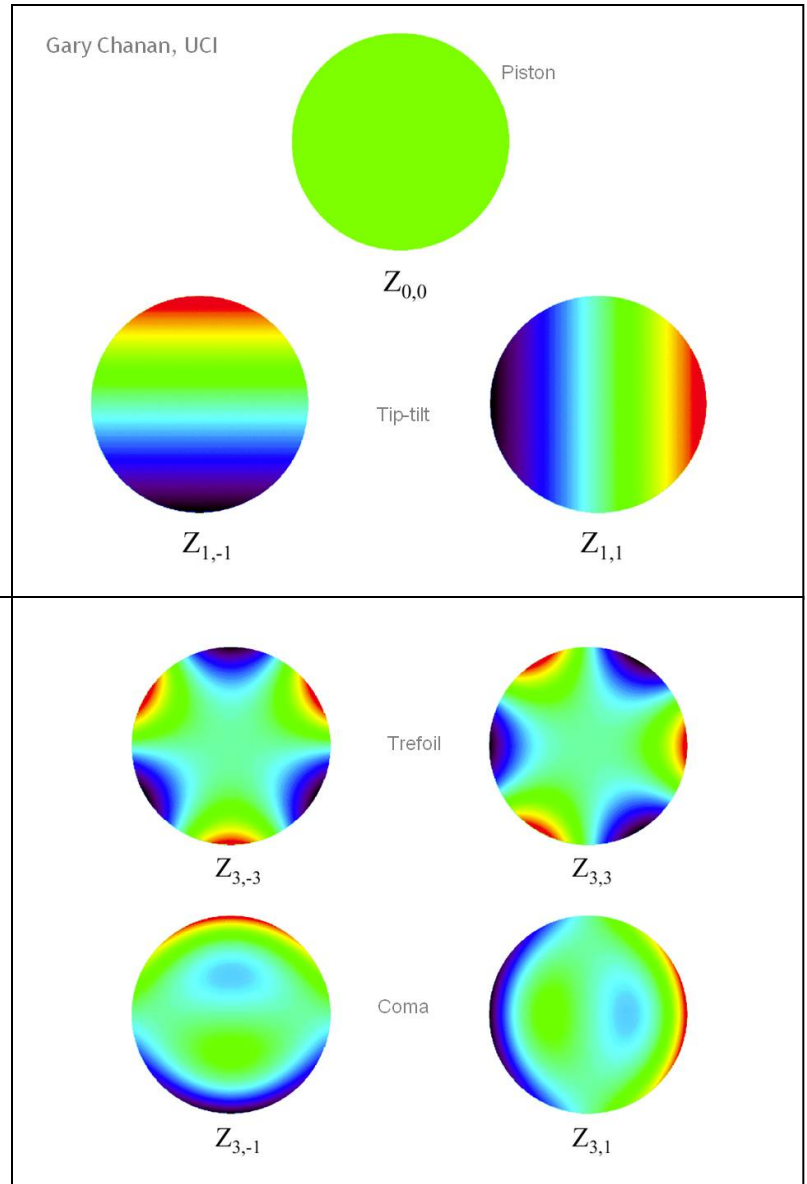 Gary Chanan, UCI
Piston
Z0,0
Tip-tilt
Z1,-1
Z1,1
Trefoil
Z3,-3
Z3,3
Coma
Z3,-1
Z3,1